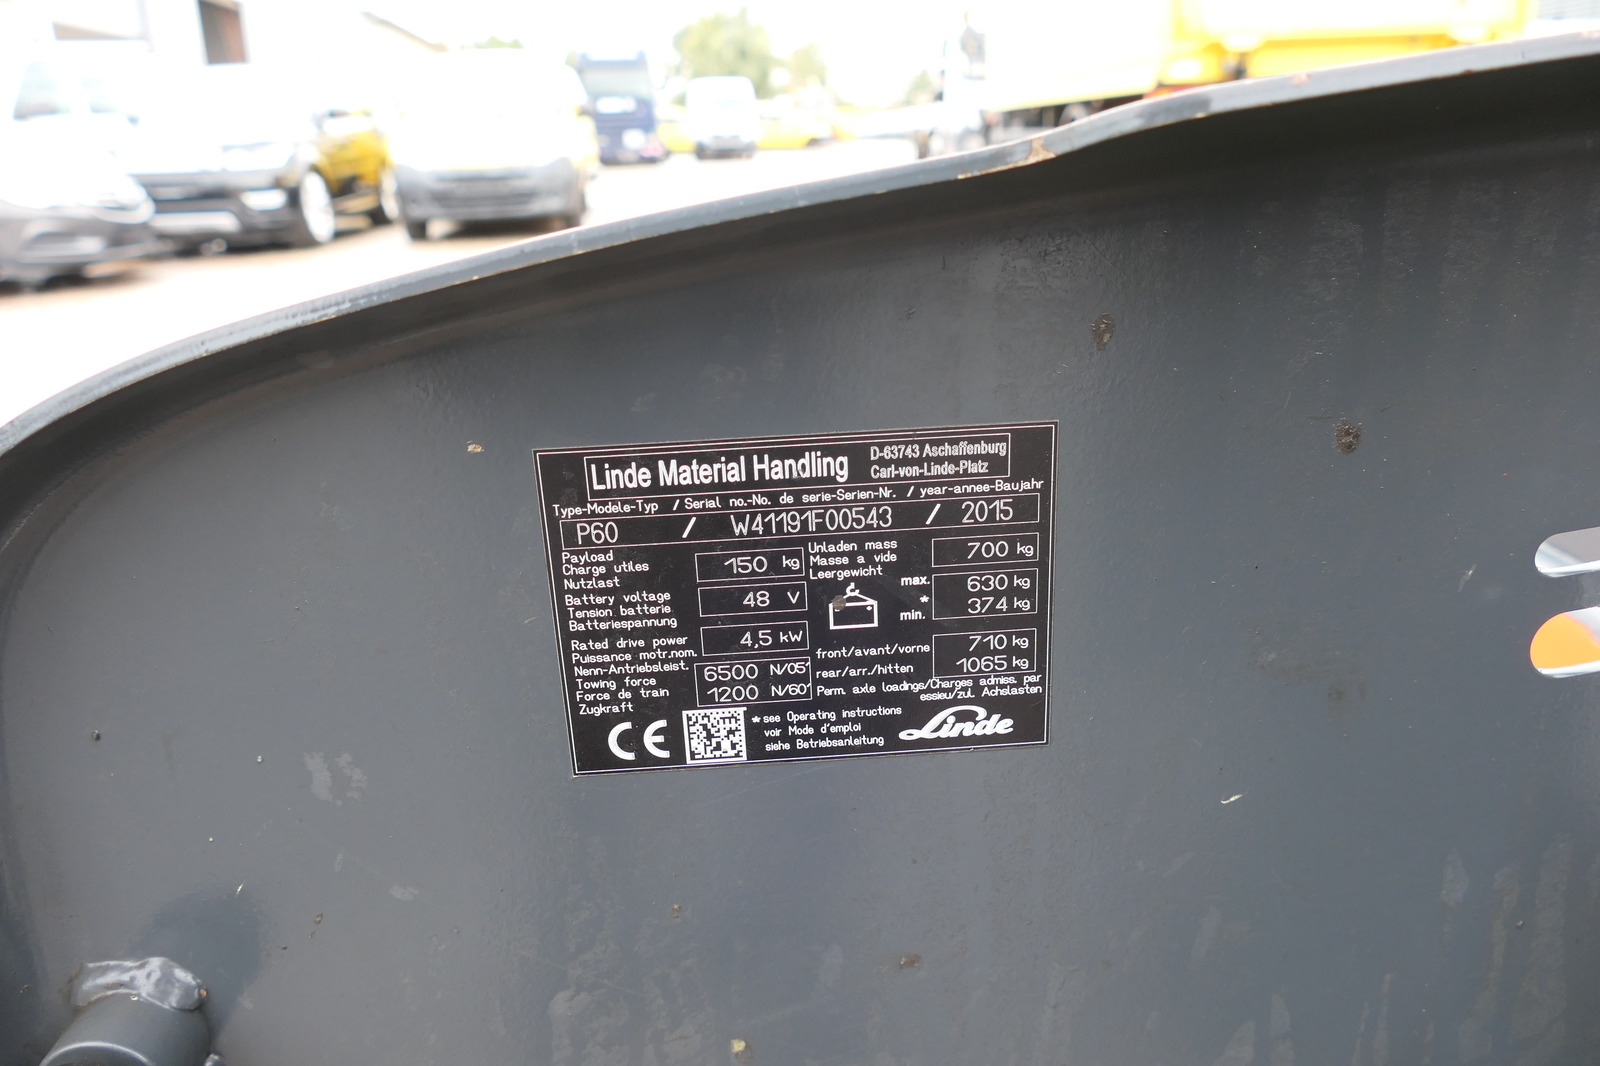 Linde Material Handling
D-63743 Aschaffenburg
Carl-von-Linde-Platz
Type-Modele-Typ / Serial no.-No. de serie-Serien-Nr. / year-annee-Baujahr
P60 / W41191F00543 / 2015
Payload
Charge utiles
Nutzlast
150 kg
Unladen mass
Masse a vide
Leergewicht
700 kg
Battery voltage
Tension batterie
Batteriespannung
48 V
max. 630 kg
*
min. 374 kg
Rated drive power
Puissance motr.nom.
Nenn-Antriebsleist.
4,5 kW
front/avant/vorne 710 kg
rear/arr./hitten 1065 kg
Towing force
Force de train
Zugkraft
6500 N/05'
1200 N/60'
Perm. axle loadings/Charges admiss. par
essieu/zul. Achslasten
CE
*see Operating instructions
voir Mode d'emploi
siehe Betriebsanleitung
Linde